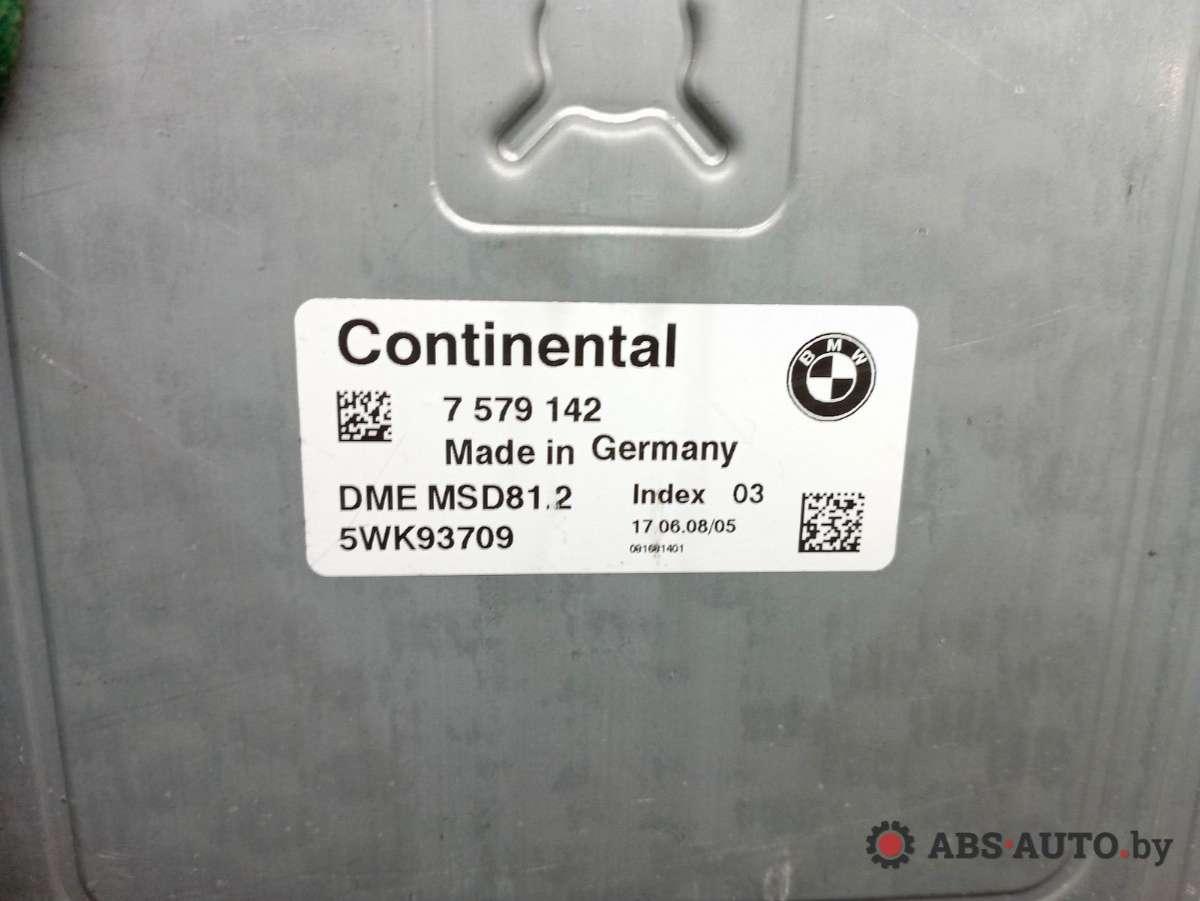 Continental
BMW
7 579 142
Made in Germany
DME MSD81.2 Index 03
5WK93709 17 06.08/05
081681401
ABS-AUTO.by